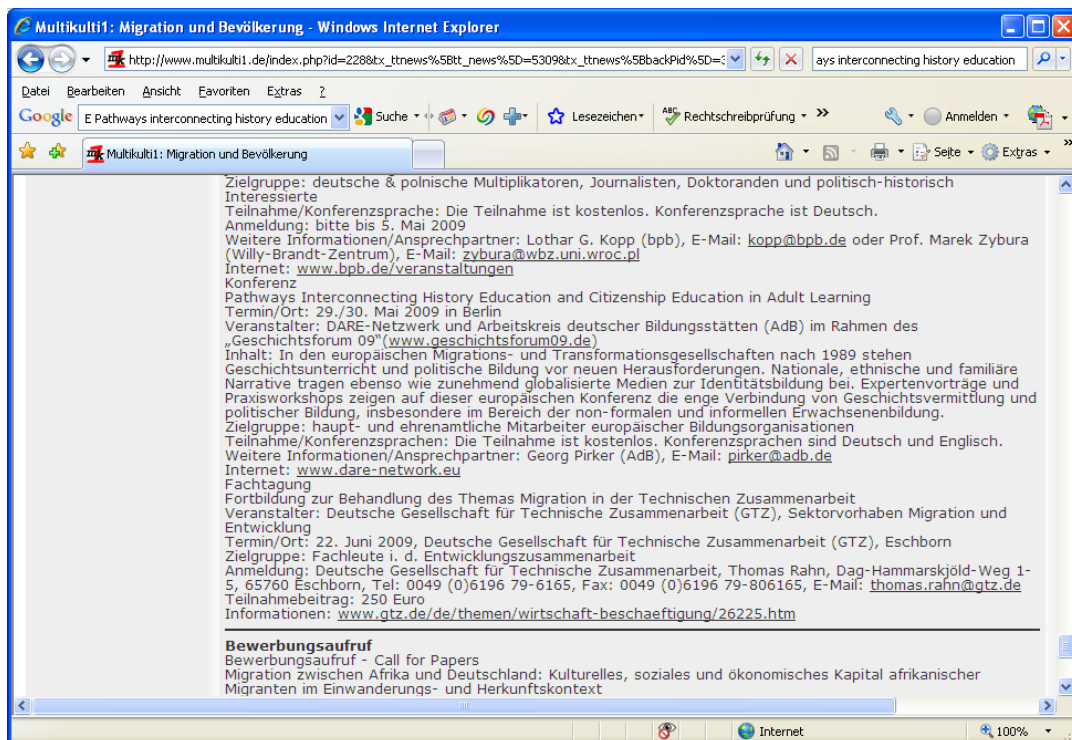 Multikulti1: Migration und Bevölkerung - Windows Internet Explorer
http://www.multikulti1.de/index.php?id=228&tx_ttnews%5Btt_news%5D=5309&tx_ttnews%5BbackPid%5D=3
ays interconnecting history education
Datei Bearbeiten Ansicht Favoriten Extras ?
Google E Pathways interconnecting history education Suche Lesezeichen ABC Rechtschreibprüfung » Anmelden
Multikulti1: Migration und Bevölkerung Seite Extras »
Zielgruppe: deutsche & polnische Multiplikatoren, Journalisten, Doktoranden und politisch-historisch
Interessierte
Teilnahme/Konferenzsprache: Die Teilnahme ist kostenlos. Konferenzsprache ist Deutsch.
Anmeldung: bitte bis 5. Mai 2009
Weitere Informationen/Ansprechpartner: Lothar G. Kopp (bpb), E-Mail: kopp@bpb.de oder Prof. Marek Zybura
(Willy-Brandt-Zentrum), E-Mail: zybura@wbz.uni.wroc.pl
Internet: www.bpb.de/veranstaltungen
Konferenz
Pathways Interconnecting History Education and Citizenship Education in Adult Learning
Termin/Ort: 29./30. Mai 2009 in Berlin
Veranstalter: DARE-Netzwerk und Arbeitskreis deutscher Bildungsstätten (AdB) im Rahmen des
„Geschichtsforum 09"(www.geschichtsforum09.de)
Inhalt: In den europäischen Migrations- und Transformationsgesellschaften nach 1989 stehen
Geschichtsunterricht und politische Bildung vor neuen Herausforderungen. Nationale, ethnische und familiäre
Narrative tragen ebenso wie zunehmend globalisierte Medien zur Identitätsbildung bei. Expertenvorträge und
Praxisworkshops zeigen auf dieser europäischen Konferenz die enge Verbindung von Geschichtsvermittlung und
politischer Bildung, insbesondere im Bereich der non-formalen und informellen Erwachsenenbildung.
Zielgruppe: haupt- und ehrenamtliche Mitarbeiter europäischer Bildungsorganisationen
Teilnahme/Konferenzsprachen: Die Teilnahme ist kostenlos. Konferenzsprachen sind Deutsch und Englisch.
Weitere Informationen/Ansprechpartner: Georg Pirker (AdB), E-Mail: pirker@adb.de
Internet: www.dare-network.eu
Fachtagung
Fortbildung zur Behandlung des Themas Migration in der Technischen Zusammenarbeit
Veranstalter: Deutsche Gesellschaft für Technische Zusammenarbeit (GTZ), Sektorvorhaben Migration und
Entwicklung
Termin/Ort: 22. Juni 2009, Deutsche Gesellschaft für Technische Zusammenarbeit (GTZ), Eschborn
Zielgruppe: Fachleute i. d. Entwicklungszusammenarbeit
Anmeldung: Deutsche Gesellschaft für Technische Zusammenarbeit, Thomas Rahn, Dag-Hammarskjöld-Weg 1-
5, 65760 Eschborn, Tel: 0049 (0)6196 79-6165, Fax: 0049 (0)6196 79-806165, E-Mail: thomas.rahn@gtz.de
Teilnahmebeitrag: 250 Euro
Informationen: www.gtz.de/de/themen/wirtschaft-beschaeftigung/26225.htm
Bewerbungsaufruf
Bewerbungsaufruf - Call for Papers
Migration zwischen Afrika und Deutschland: Kulturelles, soziales und ökonomisches Kapital afrikanischer
Migranten im Einwanderungs- und Herkunftskontext
Internet 100%